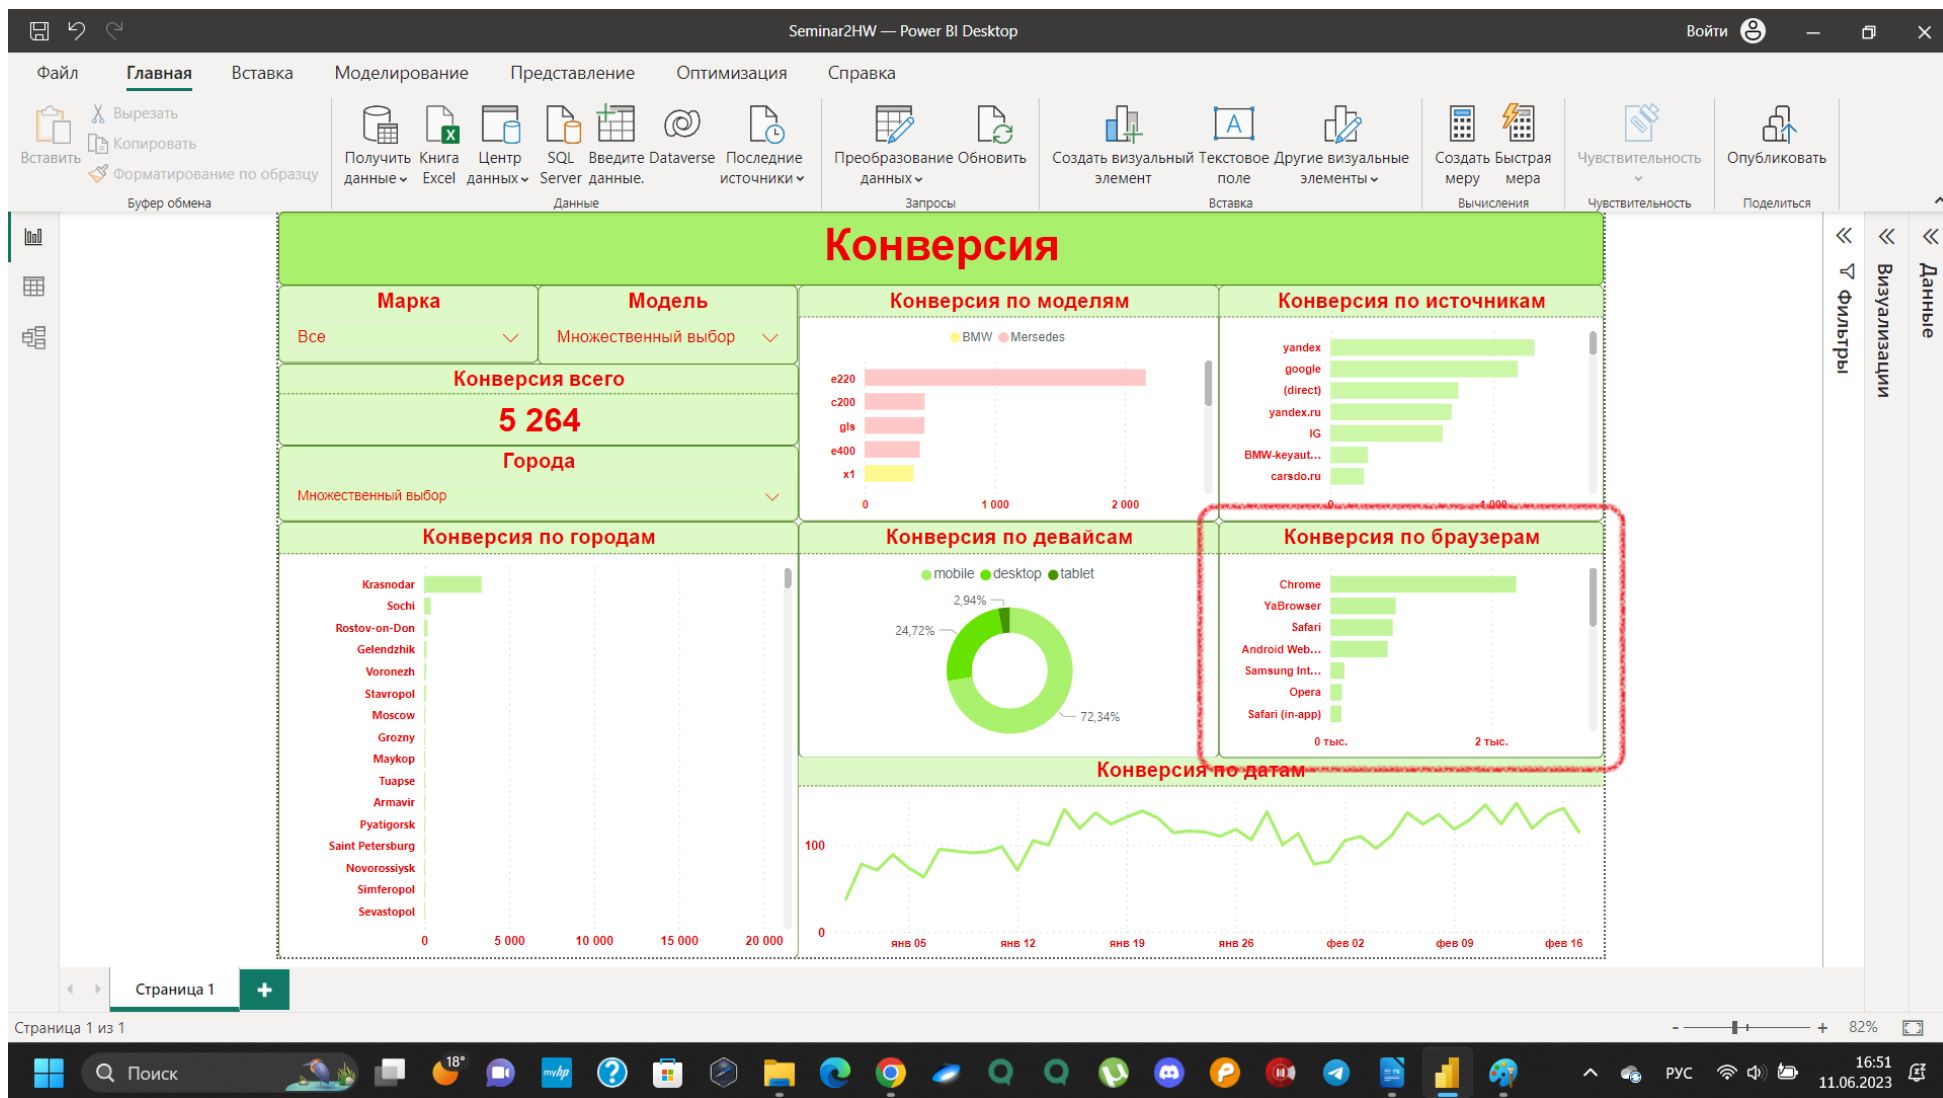 Seminar2HW — Power BI Desktop
Войти
Файл Главная Вставка Моделирование Представление Оптимизация Справка
Вставить
Вырезать
Копировать
Форматирование по образцу
Буфер обмена
Получить данные
Книга Excel
Центр данных
SQL Server
Введите данные.
Dataverse
Последние источники
Данные
Преобразование данных
Обновить
Запросы
Создать визуальный элемент
Текстовое поле
Другие визуальные элементы
Вставка
Создать меру
Быстрая мера
Вычисления
Чувствительность
Чувствительность
Опубликовать
Поделиться
Конверсия
Марка
Все
Модель
Множественный выбор
Конверсия всего
5 264
Города
Множественный выбор
Конверсия по моделям
BMW Mersedes
e220
c200
gls
e400
x1
0 1 000 2 000
Конверсия по источникам
yandex
google
(direct)
yandex.ru
IG
BMW-keyaut...
carsdo.ru
0 1 000
Конверсия по городам
Krasnodar
Sochi
Rostov-on-Don
Gelendzhik
Voronezh
Stavropol
Moscow
Grozny
Maykop
Tuapse
Armavir
Pyatigorsk
Saint Petersburg
Novorossiysk
Simferopol
Sevastopol
0 5 000 10 000 15 000 20 000
Конверсия по девайсам
mobile desktop tablet
2,94%
24,72%
72,34%
Конверсия по браузерам
Chrome
YaBrowser
Safari
Android Web...
Samsung Int...
Opera
Safari (in-app)
0 тыс. 2 тыс.
Конверсия по датам
100
0
янв 05 янв 12 янв 19 янв 26 фев 02 фев 09 фев 16
Фильтры
Визуализации
Данные
Страница 1
Страница 1 из 1
82%
Поиск
18°
myhp
РУС
16:51
11.06.2023